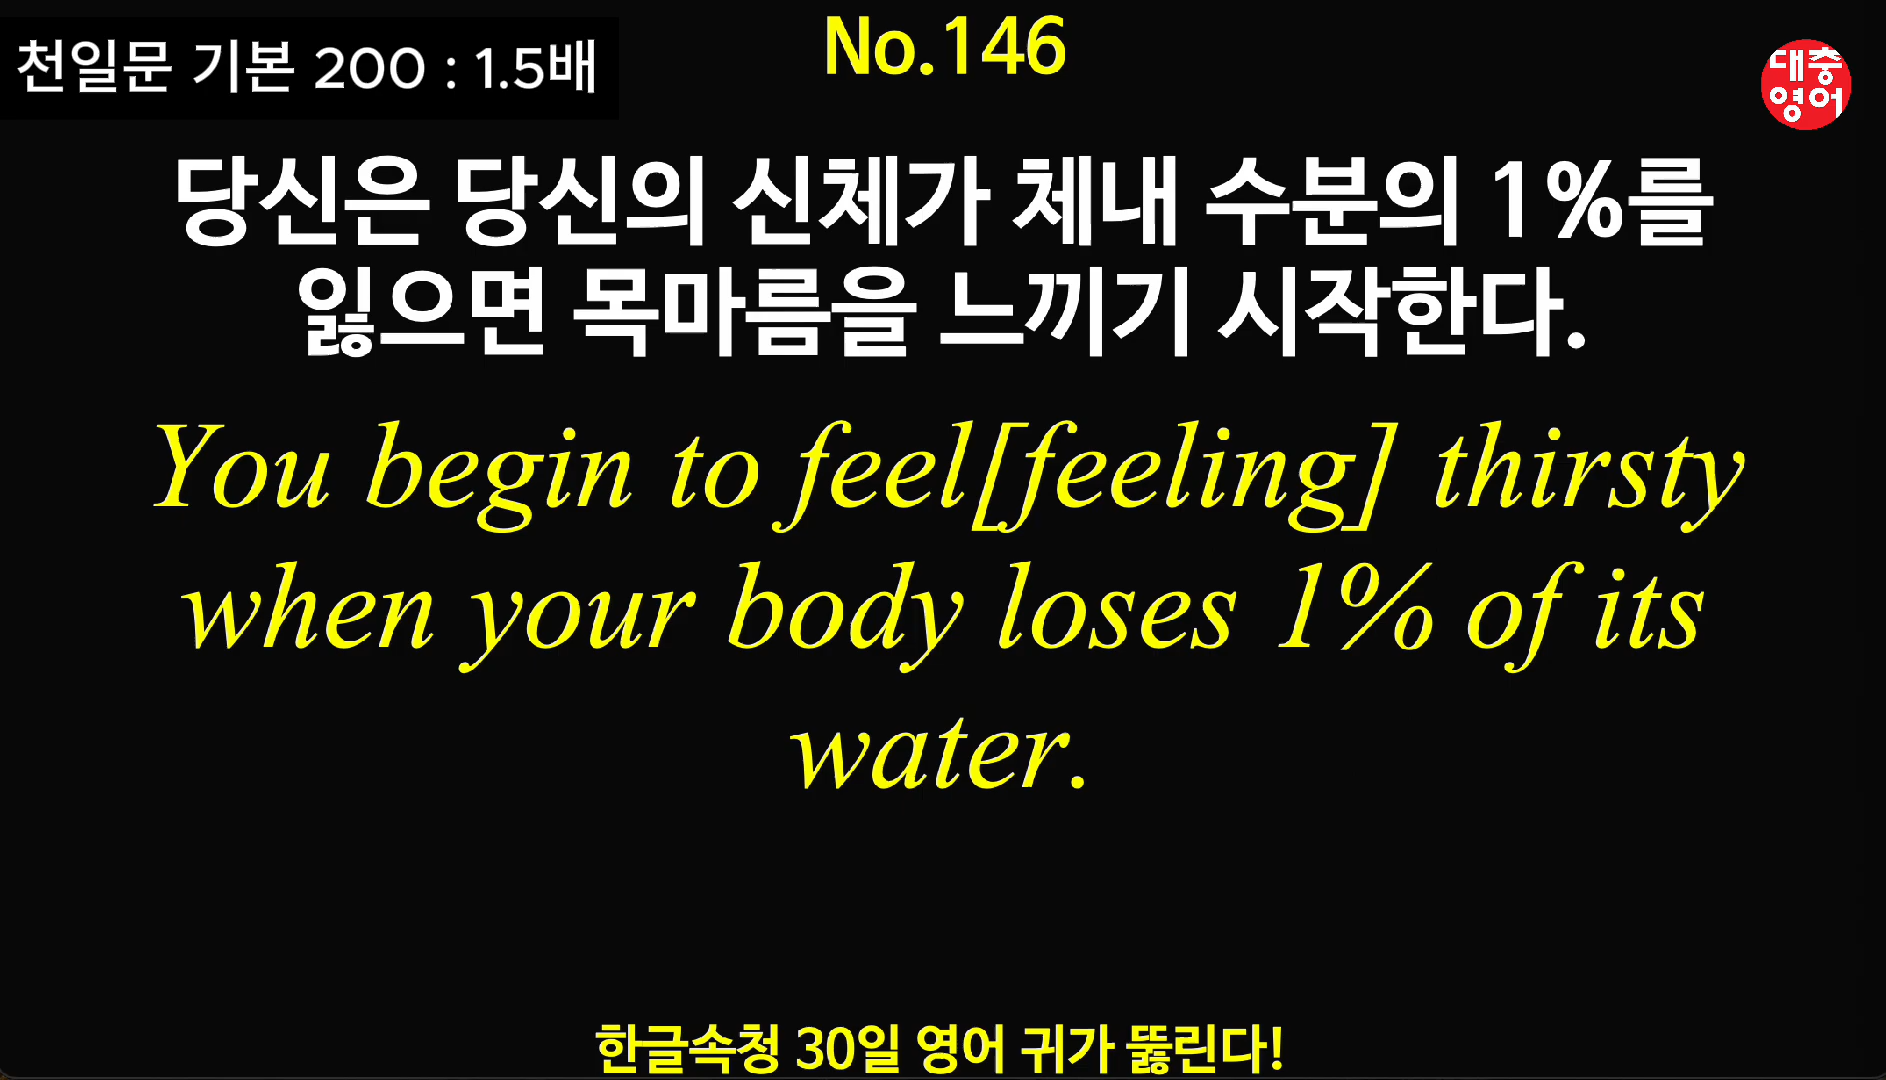 천일문 기본 200 : 1.5배
No.146
대중
영어
당신은 당신의 신체가 체내 수분의 1%를
잃으면 목마름을 느끼기 시작한다.
You begin to feel[feeling] thirsty
when your body loses 1% of its
water.
한글속청 30일 영어 귀가 뚫린다!